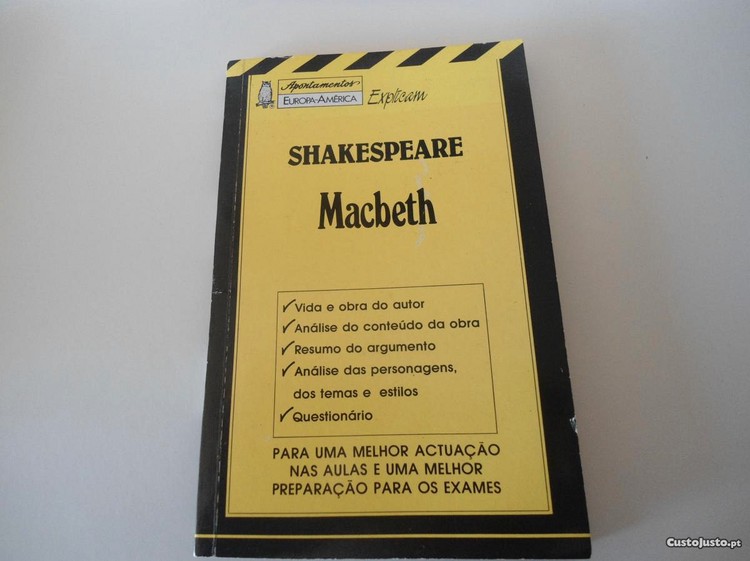 Apontamentos
EUROPA-AMÉRICA
Explicam
SHAKESPEARE
Macbeth
✓Vida e obra do autor
✓Análise do conteúdo da obra
✓Resumo do argumento
✓Análise das personagens,
dos temas e estilos
✓Questionário
PARA UMA MELHOR ACTUAÇÃO
NAS AULAS E UMA MELHOR
PREPARAÇÃO PARA OS EXAMES
CustoJusto.pt